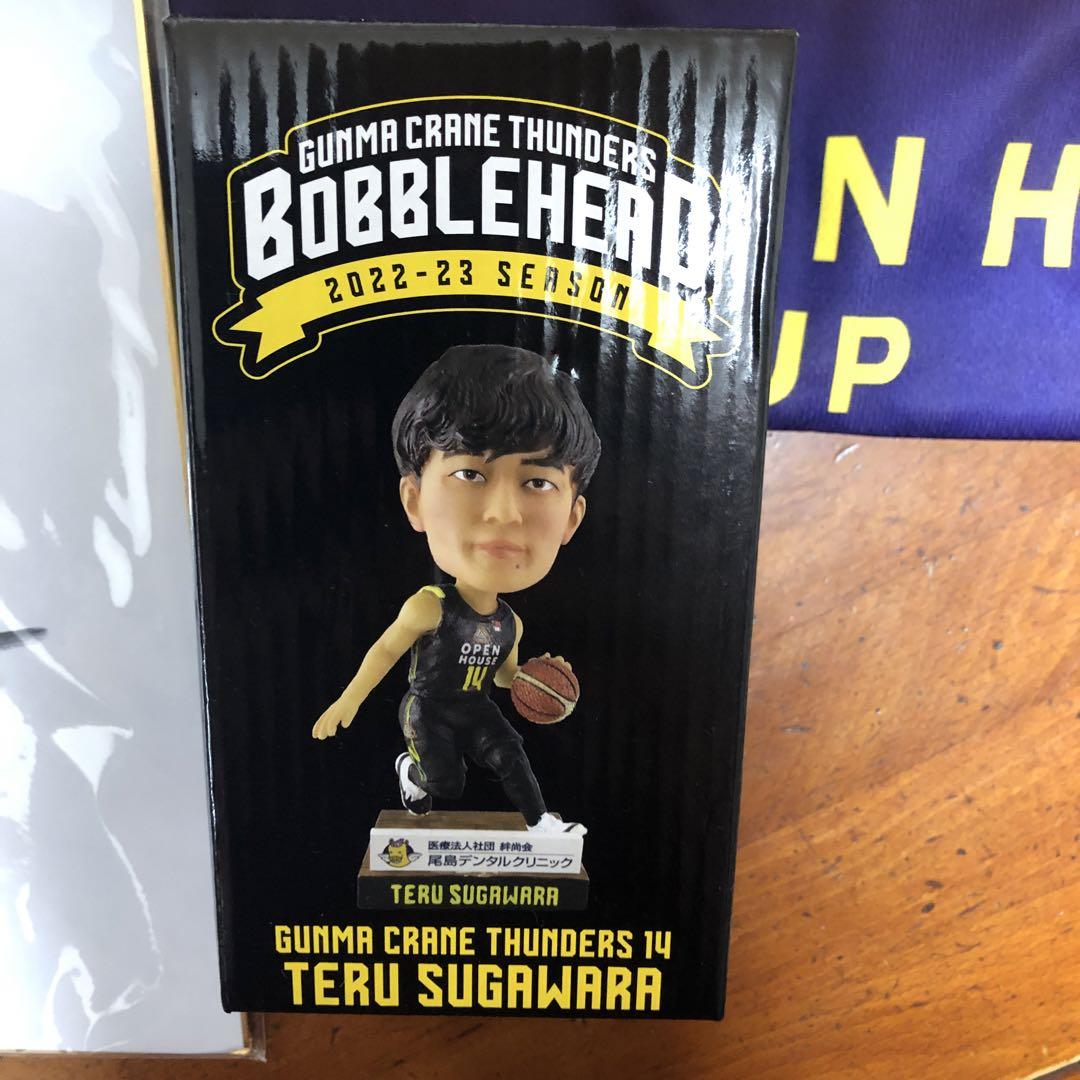 GUNMA CRANE THUNDERS
BOBBLEHEAD
2022-23 SEASON
OPEN
HOUSE
14
医療法人社団 絆尚会
尾島デンタルクリニック
TERU SUGAWARA
GUNMA CRANE THUNDERS 14
TERU SUGAWARA
N H
UP